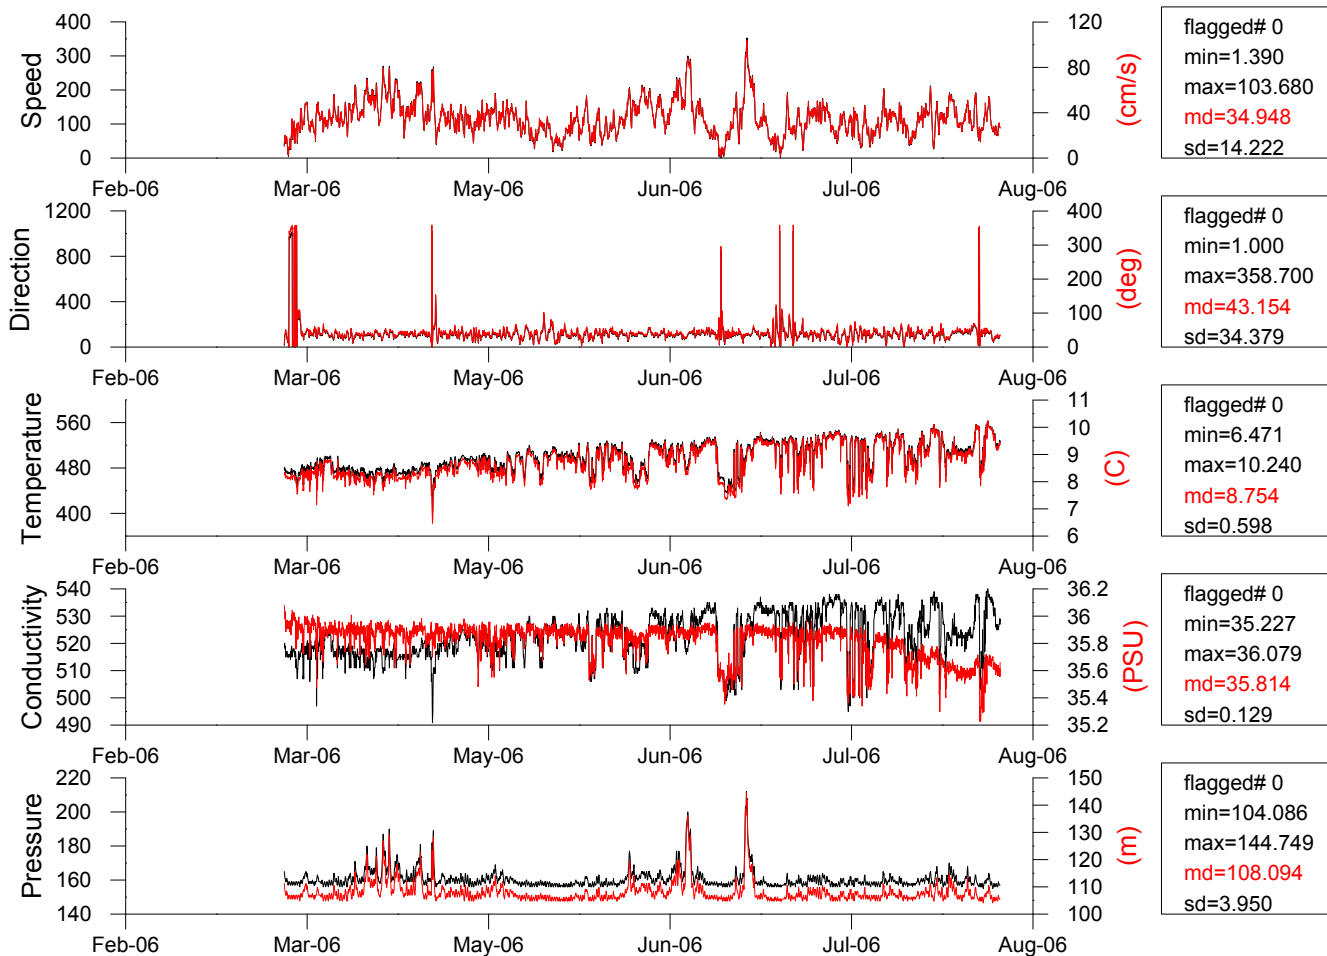 Speed
400
300
200
100
0
120
80
40
0
(cm/s)
Feb-06
Mar-06
May-06
Jun-06
Jul-06
Aug-06
flagged# 0
min=1.390
max=103.680
md=34.948
sd=14.222
Direction
1200
800
400
0
400
300
200
100
0
(deg)
Feb-06
Mar-06
May-06
Jun-06
Jul-06
Aug-06
flagged# 0
min=1.000
max=358.700
md=43.154
sd=34.379
Temperature
560
480
400
11
10
9
8
7
6
(C)
Feb-06
Mar-06
May-06
Jun-06
Jul-06
Aug-06
flagged# 0
min=6.471
max=10.240
md=8.754
sd=0.598
Conductivity
540
530
520
510
500
490
36.2
36
35.8
35.6
35.4
35.2
(PSU)
Feb-06
Mar-06
May-06
Jun-06
Jul-06
Aug-06
flagged# 0
min=35.227
max=36.079
md=35.814
sd=0.129
Pressure
220
200
180
160
140
150
140
130
120
110
100
(m)
Feb-06
Mar-06
May-06
Jun-06
Jul-06
Aug-06
flagged# 0
min=104.086
max=144.749
md=108.094
sd=3.950